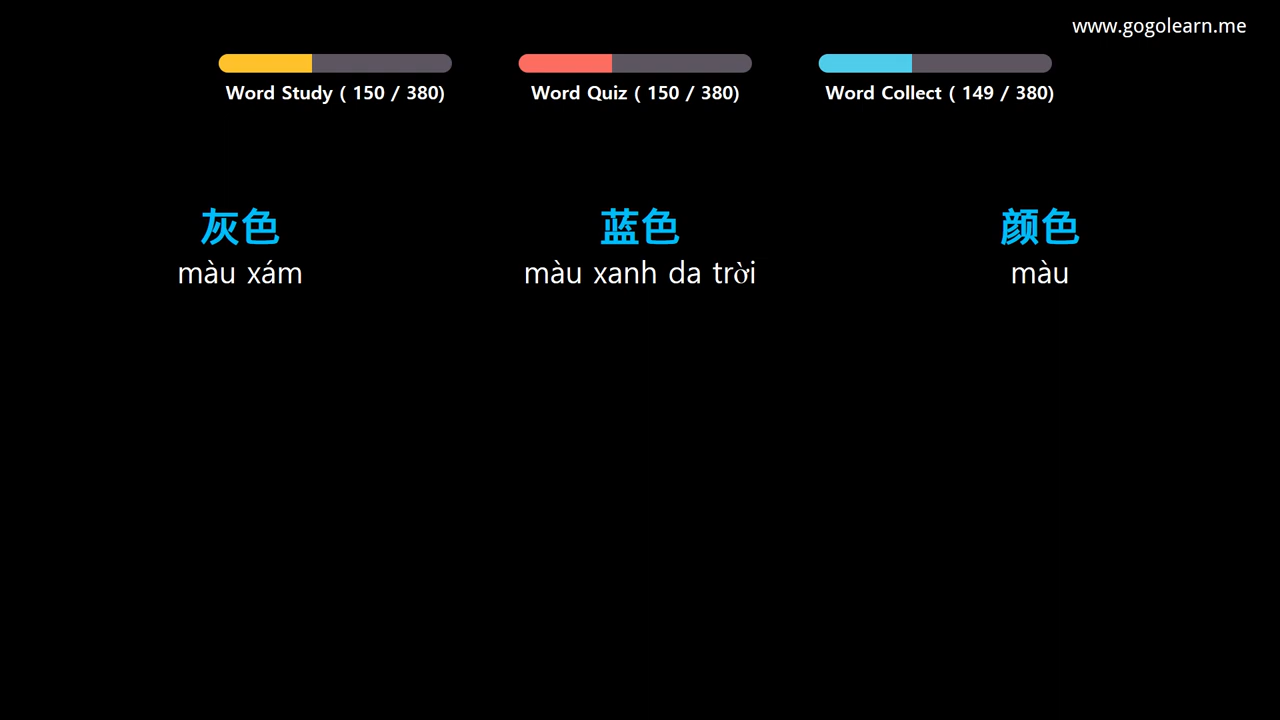 www.gogolearn.me
Word Study ( 150 / 380)
Word Quiz ( 150 / 380)
Word Collect ( 149 / 380)
灰色
màu xám
蓝色
màu xanh da trời
颜色
màu